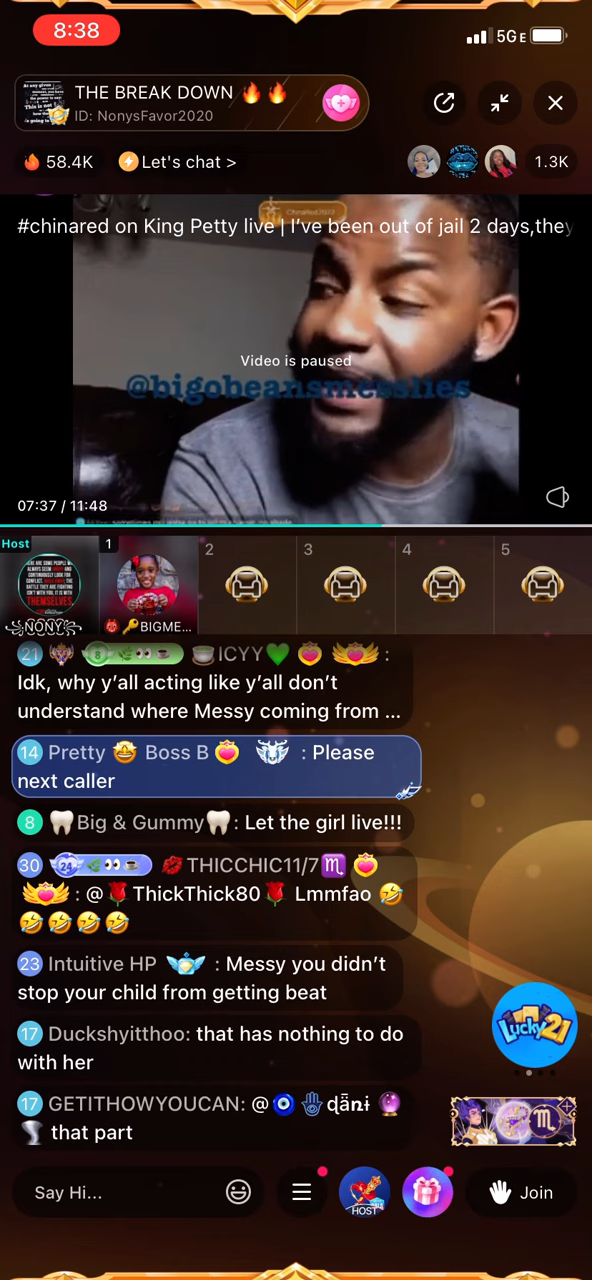 8:38
5G E
THE BREAK DOWN 🔥🔥
ID: NonysFavor2020
🔥 58.4K
Let's chat >
1.3K
ChinaRed2022
#chinared on King Petty live | I've been out of jail 2 days,they
Video is paused
@bigobeansmesslies
07:37 / 11:48
Host
1
2
3
4
5
THEMSELVES
꧁NONY꧂
👹🔑BIGME...
21 8 🌿👀☕ ☕ICYY💚 :
Idk, why y'all acting like y'all don't
understand where Messy coming from ...
14 Pretty 🤩 Boss B : Please
next caller
8 🦷Big & Gummy🦷: Let the girl live!!!
30 24 🌿👀☕ 💋THICCHIC11/7♏
: @🌹ThickThick80🌹 Lmmfao 🤣
🤣🤣🤣🤣
23 Intuitive HP : Messy you didn't
stop your child from getting beat
17 Duckshyitthoo: that has nothing to do
with her
17 GETITHOWYOUCAN: @🧿🪬ɖǟռɨ 🔮
🌪️ that part
Lucky21
♏
Say Hi...
HOST
Join